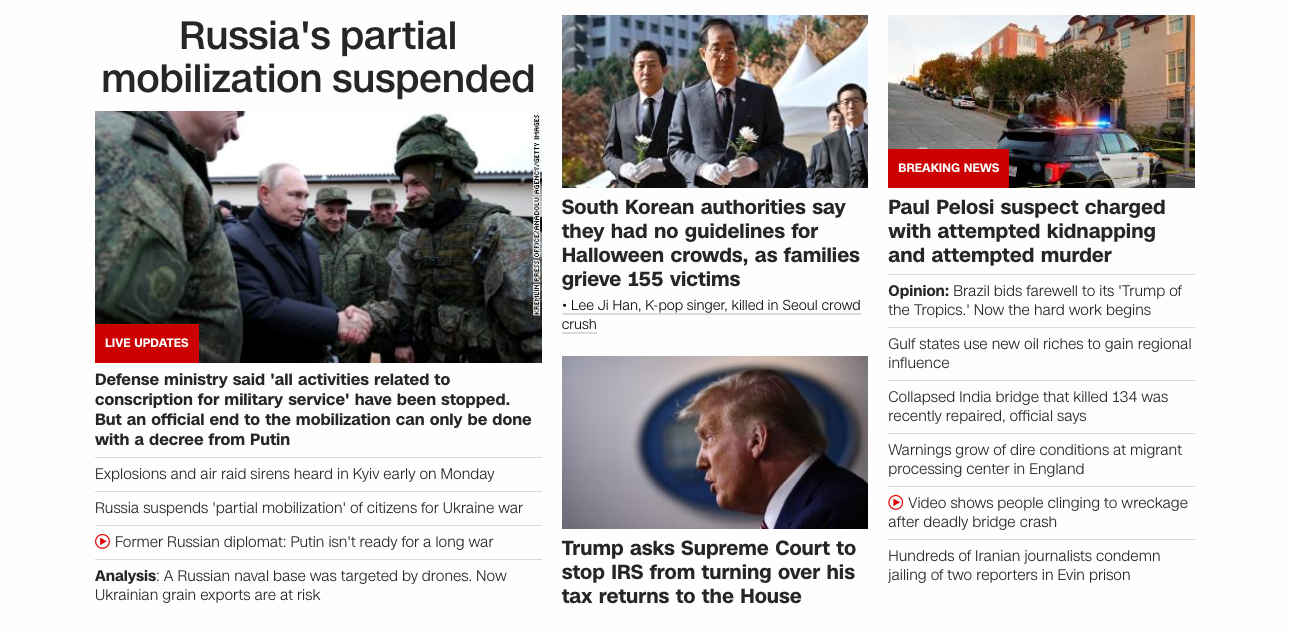 Russia's partial
mobilization suspended
KREMLIN PRESS OFFICE/ANADOLU AGENCY/GETTY IMAGES
LIVE UPDATES
Defense ministry said 'all activities related to
conscription for military service' have been stopped.
But an official end to the mobilization can only be done
with a decree from Putin
Explosions and air raid sirens heard in Kyiv early on Monday
Russia suspends 'partial mobilization' of citizens for Ukraine war
Former Russian diplomat: Putin isn't ready for a long war
Analysis: A Russian naval base was targeted by drones. Now
Ukrainian grain exports are at risk
South Korean authorities say
they had no guidelines for
Halloween crowds, as families
grieve 155 victims
• Lee Ji Han, K-pop singer, killed in Seoul crowd
crush
Trump asks Supreme Court to
stop IRS from turning over his
tax returns to the House
BREAKING NEWS
Paul Pelosi suspect charged
with attempted kidnapping
and attempted murder
Opinion: Brazil bids farewell to its 'Trump of
the Tropics.' Now the hard work begins
Gulf states use new oil riches to gain regional
influence
Collapsed India bridge that killed 134 was
recently repaired, official says
Warnings grow of dire conditions at migrant
processing center in England
Video shows people clinging to wreckage
after deadly bridge crash
Hundreds of Iranian journalists condemn
jailing of two reporters in Evin prison